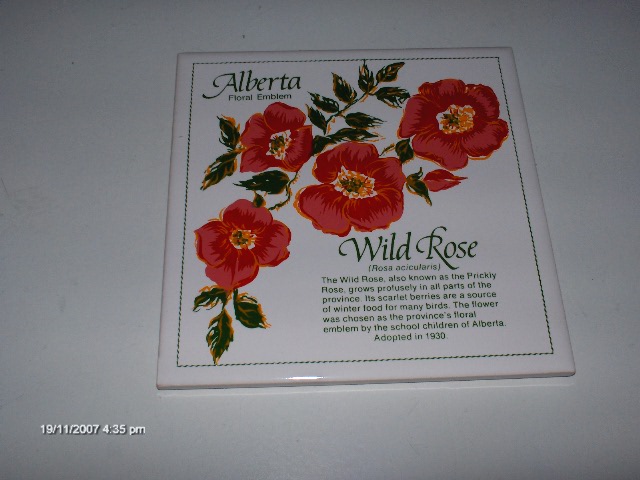 Alberta
Floral Emblem
Wild Rose
(Rosa acicularis)
The Wild Rose, also known as the Prickly
Rose, grows profusely in all parts of the
province. Its scarlet berries are a source
of winter food for many birds. The flower
was chosen as the province's floral
emblem by the school children of Alberta.
Adopted in 1930.
19/11/2007 4:35 pm